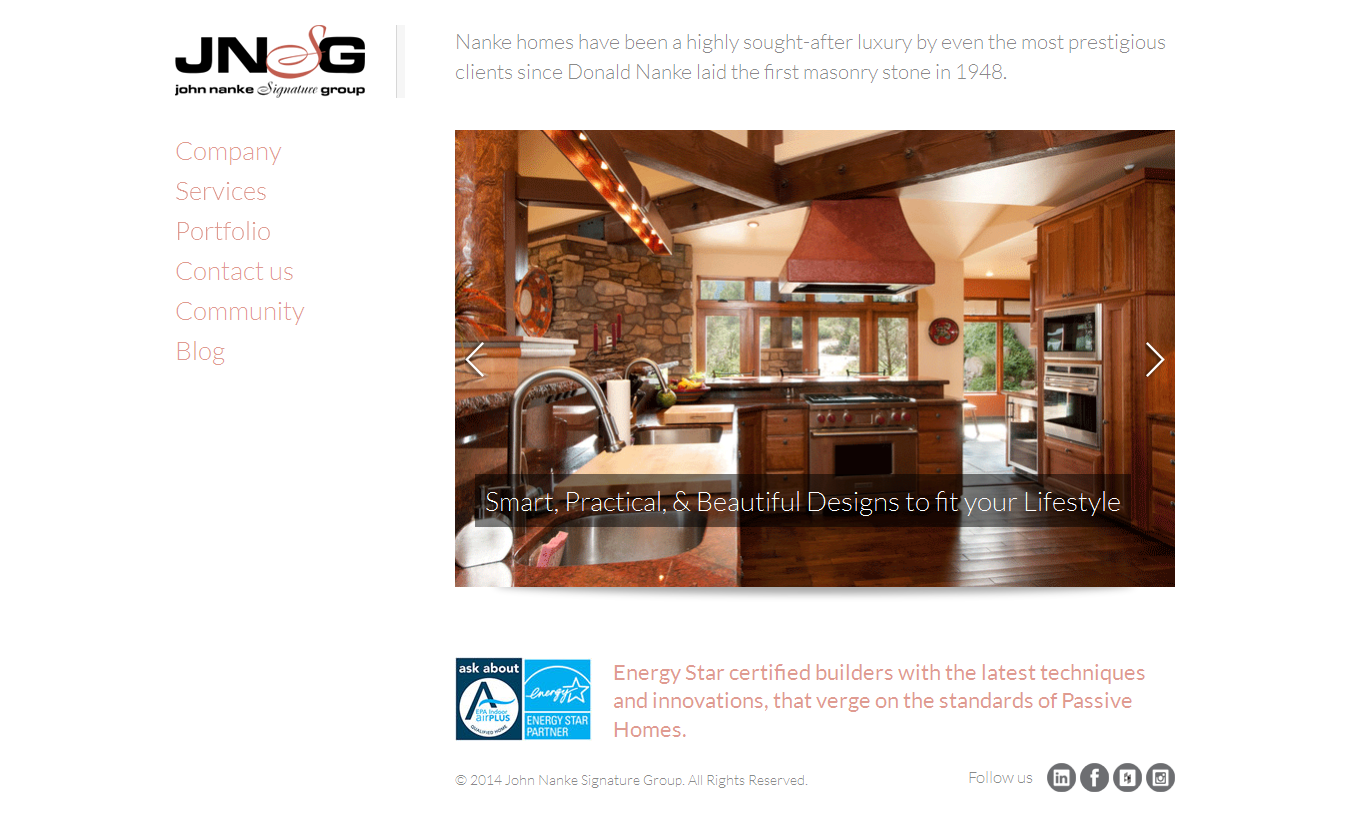 JNSG
john nanke Signature group
Nanke homes have been a highly sought-after luxury by even the most prestigious
clients since Donald Nanke laid the first masonry stone in 1948.
Company
Services
Portfolio
Contact us
Community
Blog
Smart, Practical, & Beautiful Designs to fit your Lifestyle
ask about
EPA Indoor
airPLUS
QUALIFIED HOME
energy
ENERGY STAR
PARTNER
Energy Star certified builders with the latest techniques
and innovations, that verge on the standards of Passive
Homes.
© 2014 John Nanke Signature Group. All Rights Reserved.
Follow us